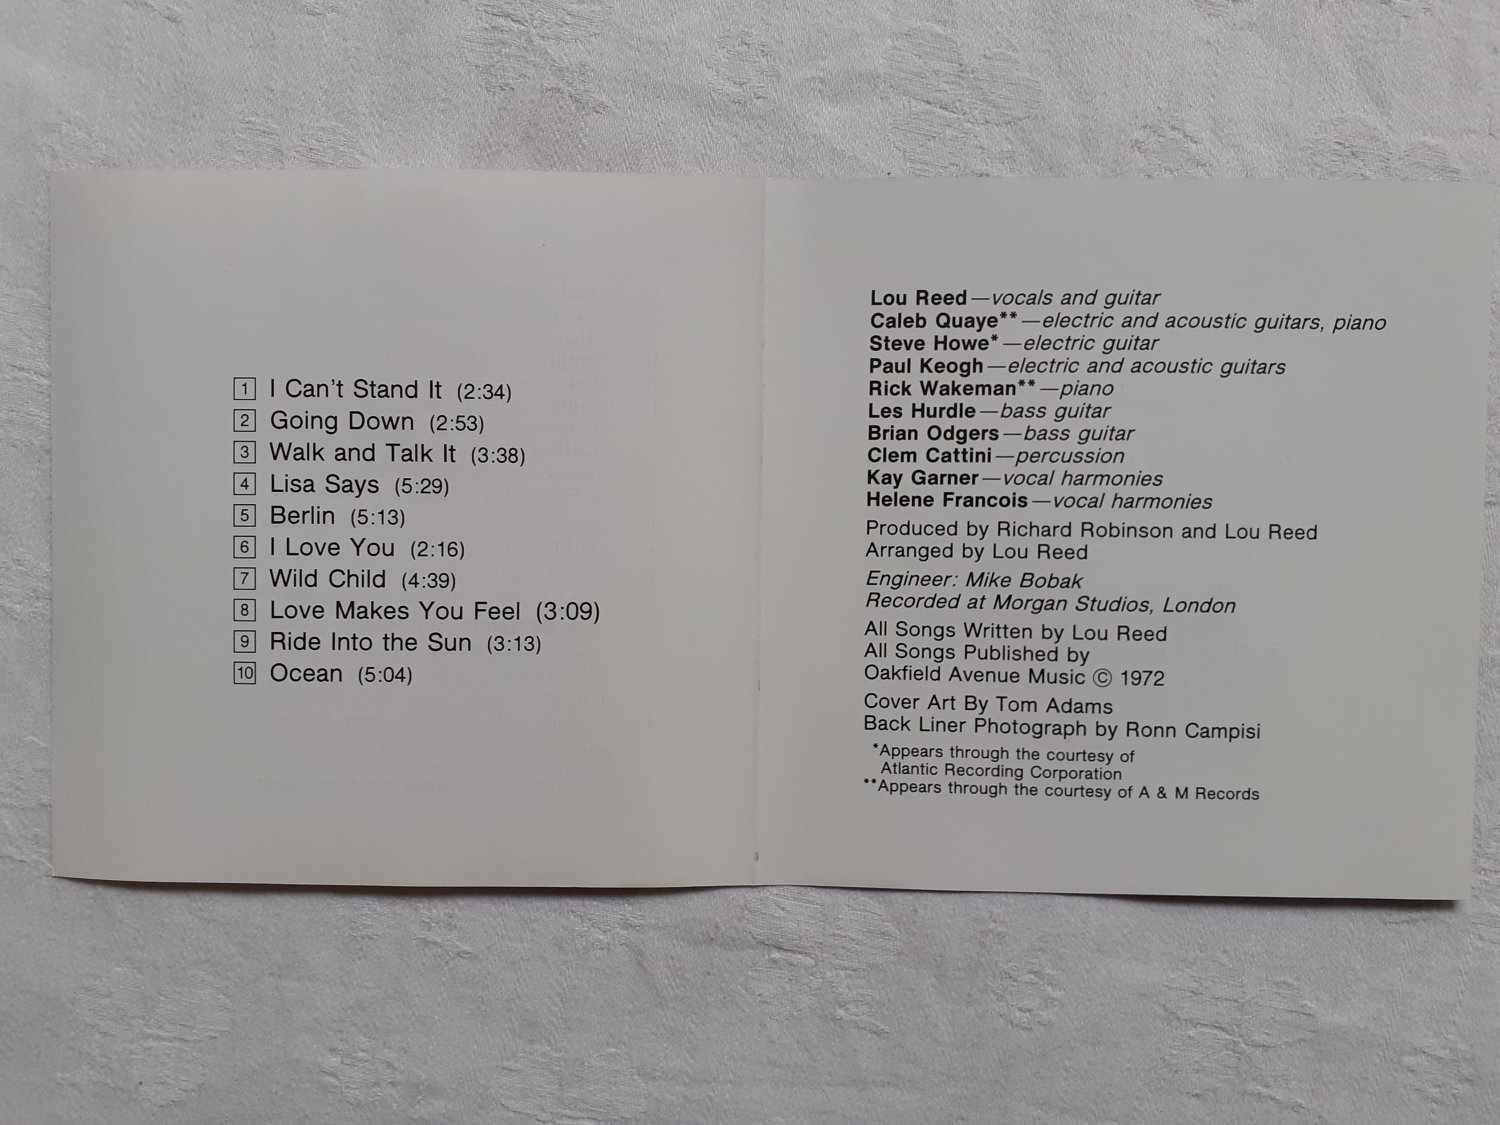 1 I Can't Stand It (2:34)
2 Going Down (2:53)
3 Walk and Talk It (3:38)
4 Lisa Says (5:29)
5 Berlin (5:13)
6 I Love You (2:16)
7 Wild Child (4:39)
8 Love Makes You Feel (3:09)
9 Ride Into the Sun (3:13)
10 Ocean (5:04)
Lou Reed—vocals and guitar
Caleb Quaye**—electric and acoustic guitars, piano
Steve Howe*—electric guitar
Paul Keogh—electric and acoustic guitars
Rick Wakeman**—piano
Les Hurdle—bass guitar
Brian Odgers—bass guitar
Clem Cattini—percussion
Kay Garner—vocal harmonies
Helene Francois—vocal harmonies
Produced by Richard Robinson and Lou Reed
Arranged by Lou Reed
Engineer: Mike Bobak
Recorded at Morgan Studios, London
All Songs Written by Lou Reed
All Songs Published by
Oakfield Avenue Music © 1972
Cover Art By Tom Adams
Back Liner Photograph by Ronn Campisi
*Appears through the courtesy of
Atlantic Recording Corporation
**Appears through the courtesy of A & M Records